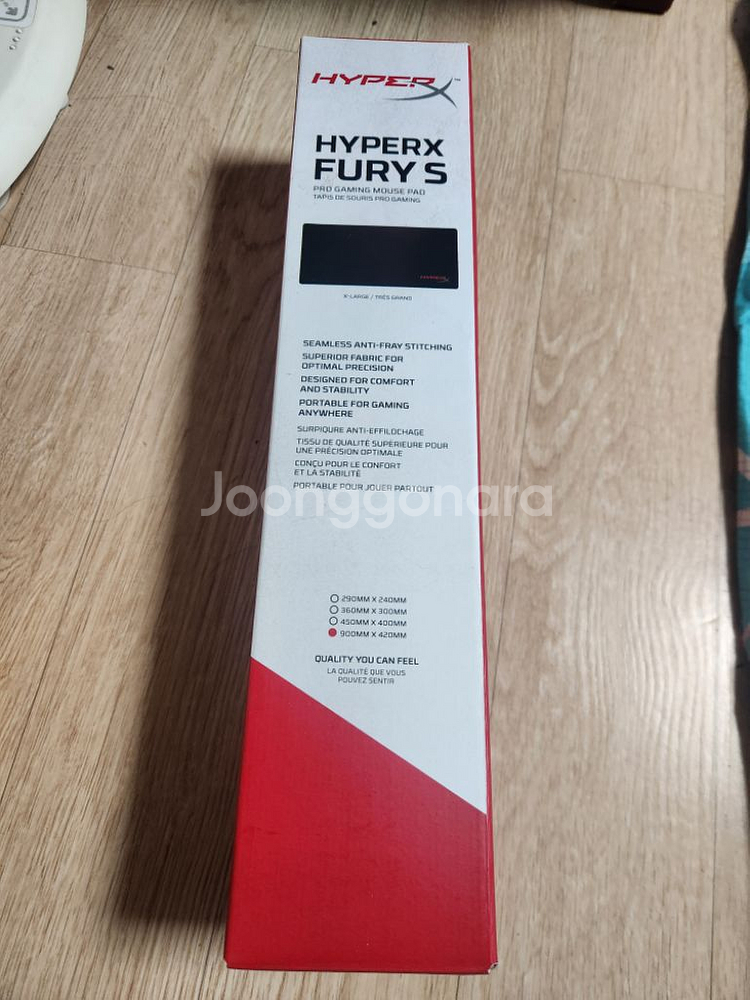 HYPERX™
HYPERX
FURY S
PRO GAMING MOUSE PAD
TAPIS DE SOURIS PRO GAMING
HYPERX
X-LARGE / TRÈS GRAND
SEAMLESS ANTI-FRAY STITCHING
SUPERIOR FABRIC FOR
OPTIMAL PRECISION
DESIGNED FOR COMFORT
AND STABILITY
PORTABLE FOR GAMING
ANYWHERE
SURPIQURE ANTI-EFFILOCHAGE
TISSU DE QUALITÉ SUPÉRIEURE POUR
UNE PRÉCISION OPTIMALE
CONÇU POUR LE CONFORT
ET LA STABILITÉ
PORTABLE POUR JOUER PARTOUT
Joonggonara
290MM X 240MM
360MM X 300MM
450MM X 400MM
900MM X 420MM
QUALITY YOU CAN FEEL
LA QUALITÉ QUE VOUS
POUVEZ SENTIR